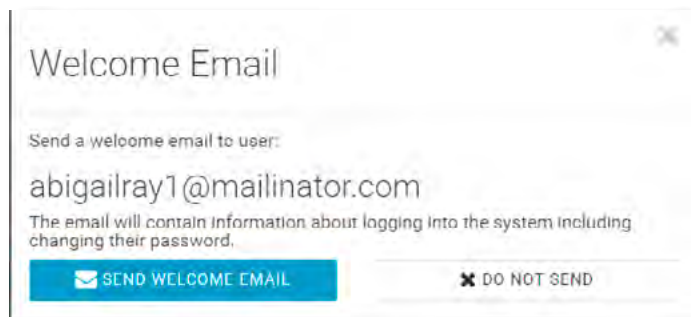 Welcome Email
Send a welcome email to user:
abigailray1@mailinator.com
The email will contain information about logging into the system including
changing their password.
SEND WELCOME EMAIL
DO NOT SEND